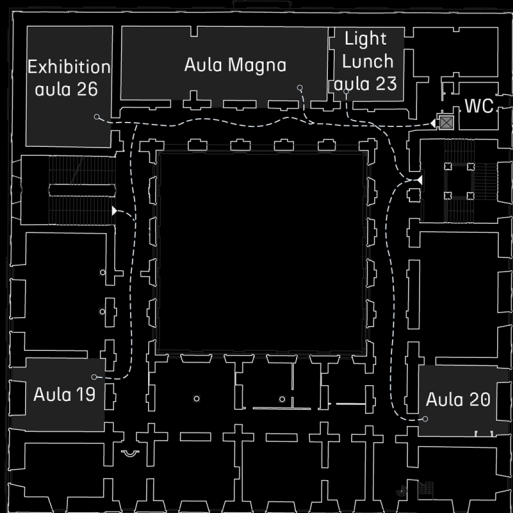 Exhibition
aula 26
Aula Magna
Light
Lunch
aula 23
WC
Aula 19
Aula 20